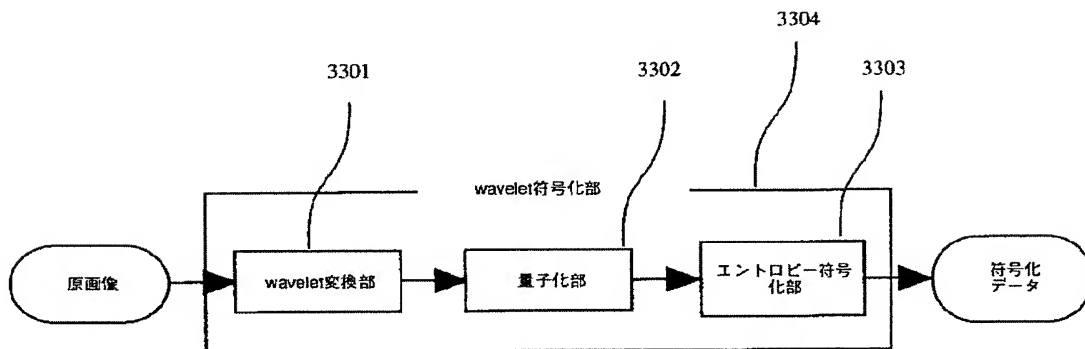 3304
3301
3302
3303
wavelet符号化部
原画像
wavelet変換部
量子化部
エントロピー符号
化部
符号化
データ